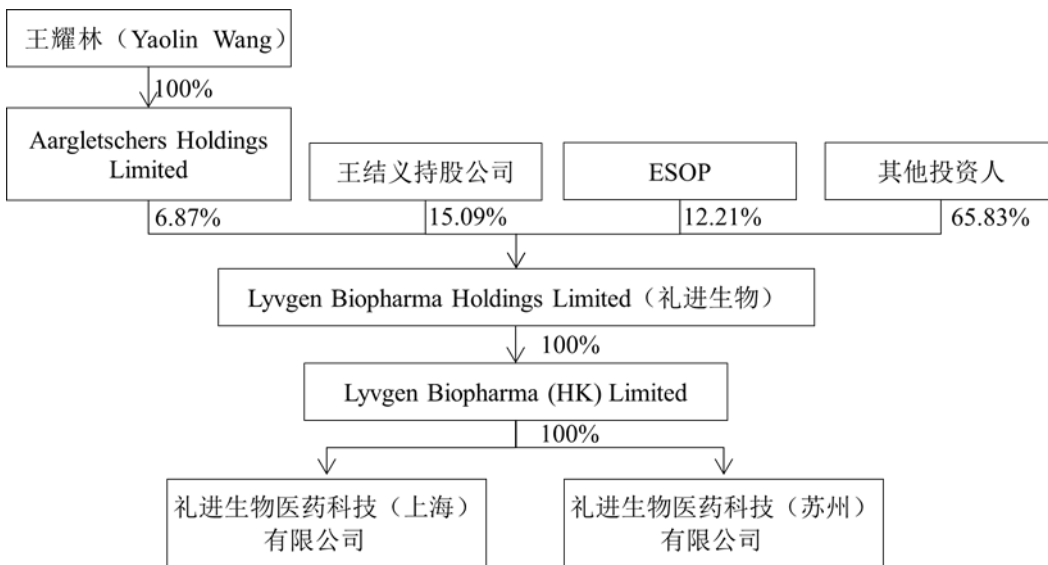 王耀林（Yaolin Wang）
100%
Aargletschers Holdings
Limited
王结义持股公司
ESOP
其他投资人
6.87%
15.09%
12.21%
65.83%
Lyvgen Biopharma Holdings Limited（礼进生物）
100%
Lyvgen Biopharma (HK) Limited
100%
礼进生物医药科技（上海）
有限公司
礼进生物医药科技（苏州）
有限公司